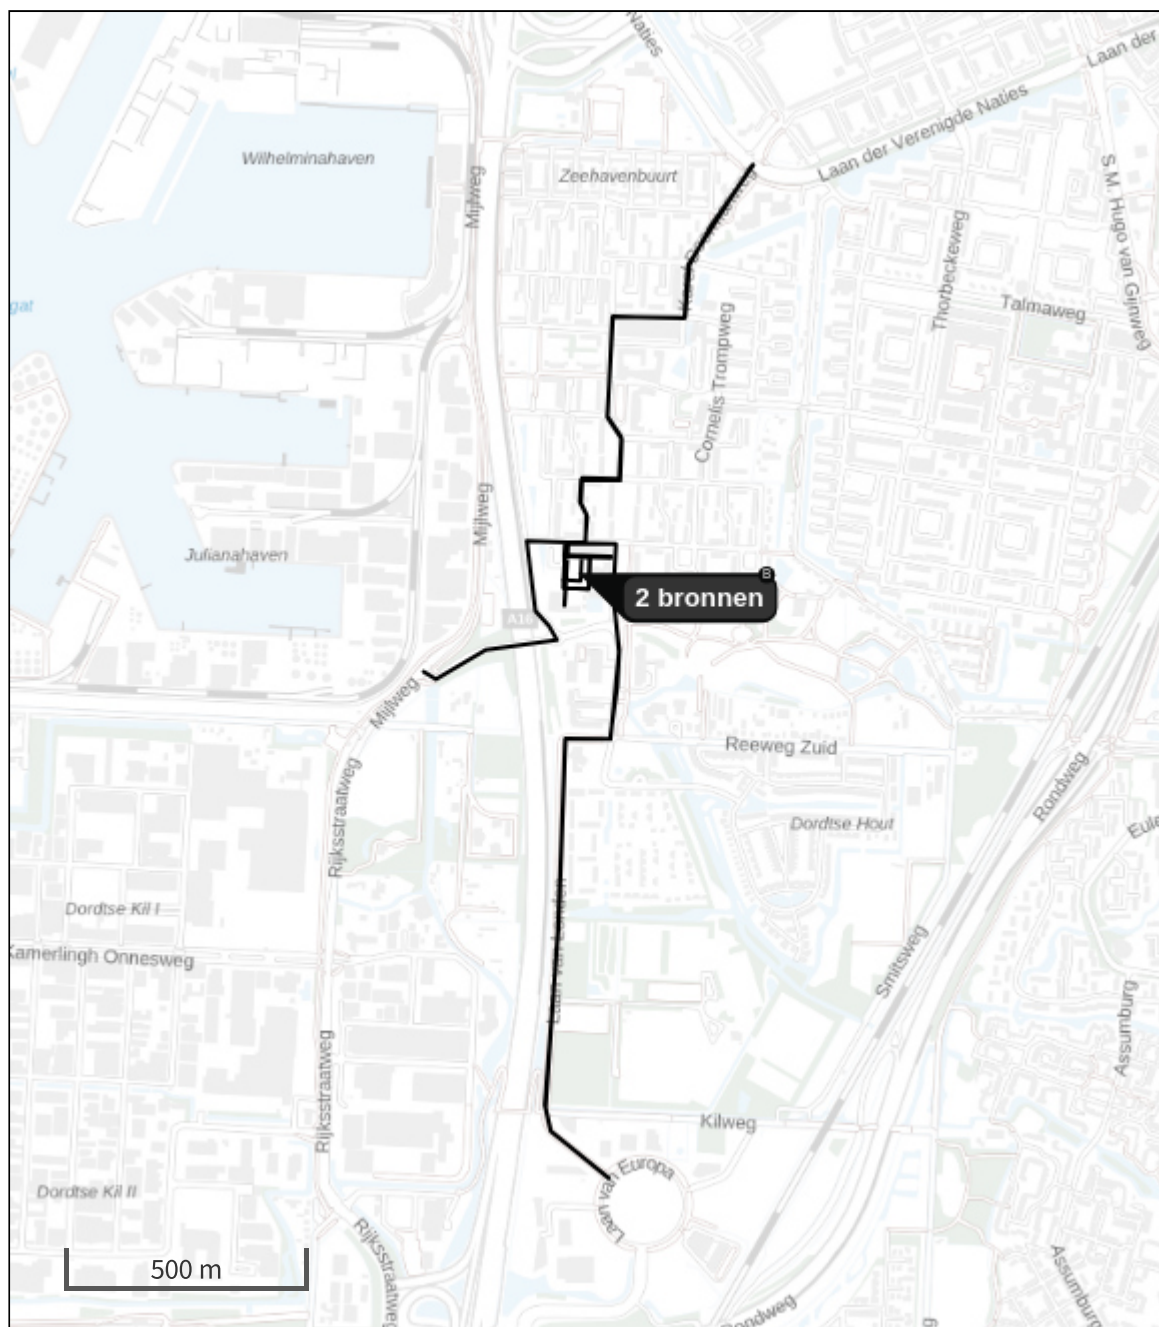 Naties
Laan der
Wilhelminahaven
Laan der Verenigde Naties
Zeehavenbuurt
Mijlweg
S.M. Hugo van Gijnweg
Thorbeckeweg
gat
Talmaweg
Cornelis Trompweg
Mijlweg
Julianahaven
B
2 bronnen
A16
Mijlweg
Reeweg Zuid
Rondweg
Rijksstraatweg
Dordtse Hout
Eule
Dordtse Kil I
Laan van Londen
Kamerlingh Onnesweg
Smitsweg
Assumburg
Rijksstraatweg
Kilweg
Laan van Europa
Dordtse Kil II
Rijksstraatweg
500 m
Assumburg
Rondweg